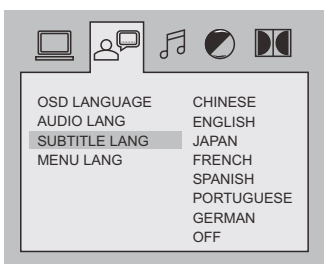 OSD LANGUAGE
AUDIO LANG
SUBTITLE LANG
MENU LANG
CHINESE
ENGLISH
JAPAN
FRENCH
SPANISH
PORTUGUESE
GERMAN
OFF